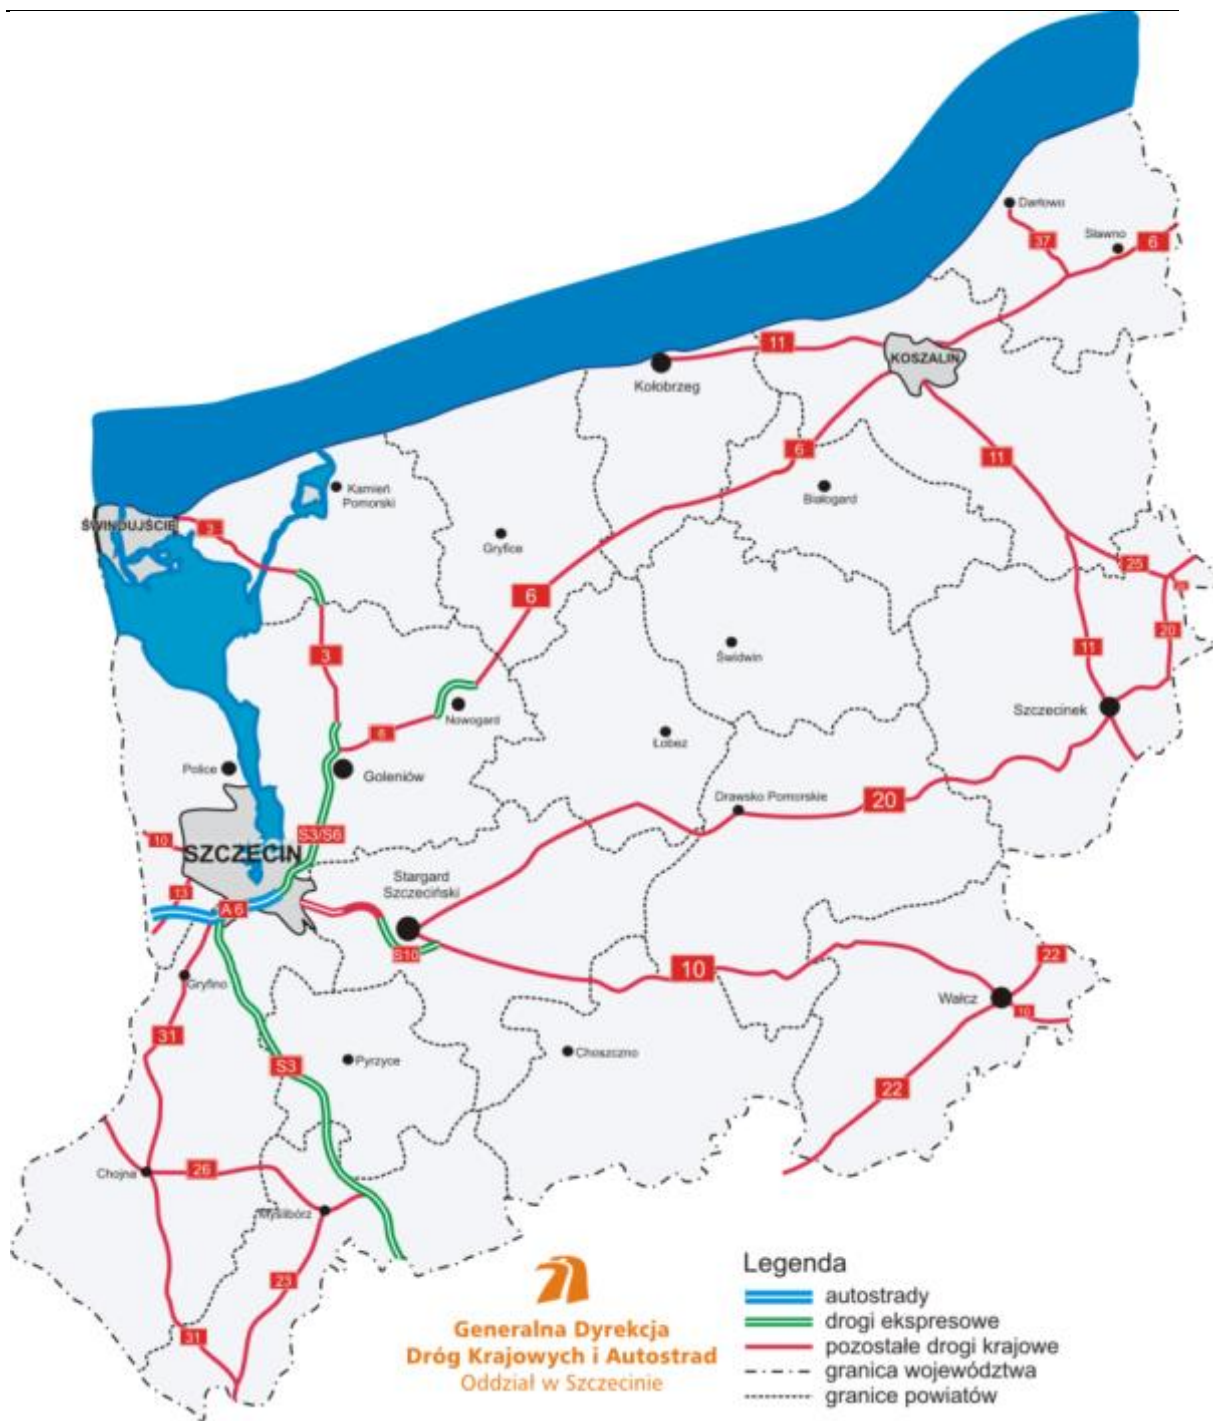 Darłowo
37
Sławno
6
11
KOSZALIN
Kołobrzeg
6
11
Kamień
Pomorski
Białogard
ŚWINOUJŚCIE
3
Gryfice
25
6
20
3
Świdwin
11
Nowogard
Szczecinek
6
Łobez
Police
Goleniów
Drawsko Pomorskie
20
S3/S6
10
SZCZECIN
Stargard
Szczeciński
13
A 6
S10
22
10
Gryfino
Wałcz
10
31
Choszczno
Pyrzyce
S3
22
Chojna
26
Myślibórz
23
31
Legenda
autostrady
drogi ekspresowe
pozostałe drogi krajowe
granica województwa
granice powiatów
Generalna Dyrekcja
Dróg Krajowych i Autostrad
Oddział w Szczecinie